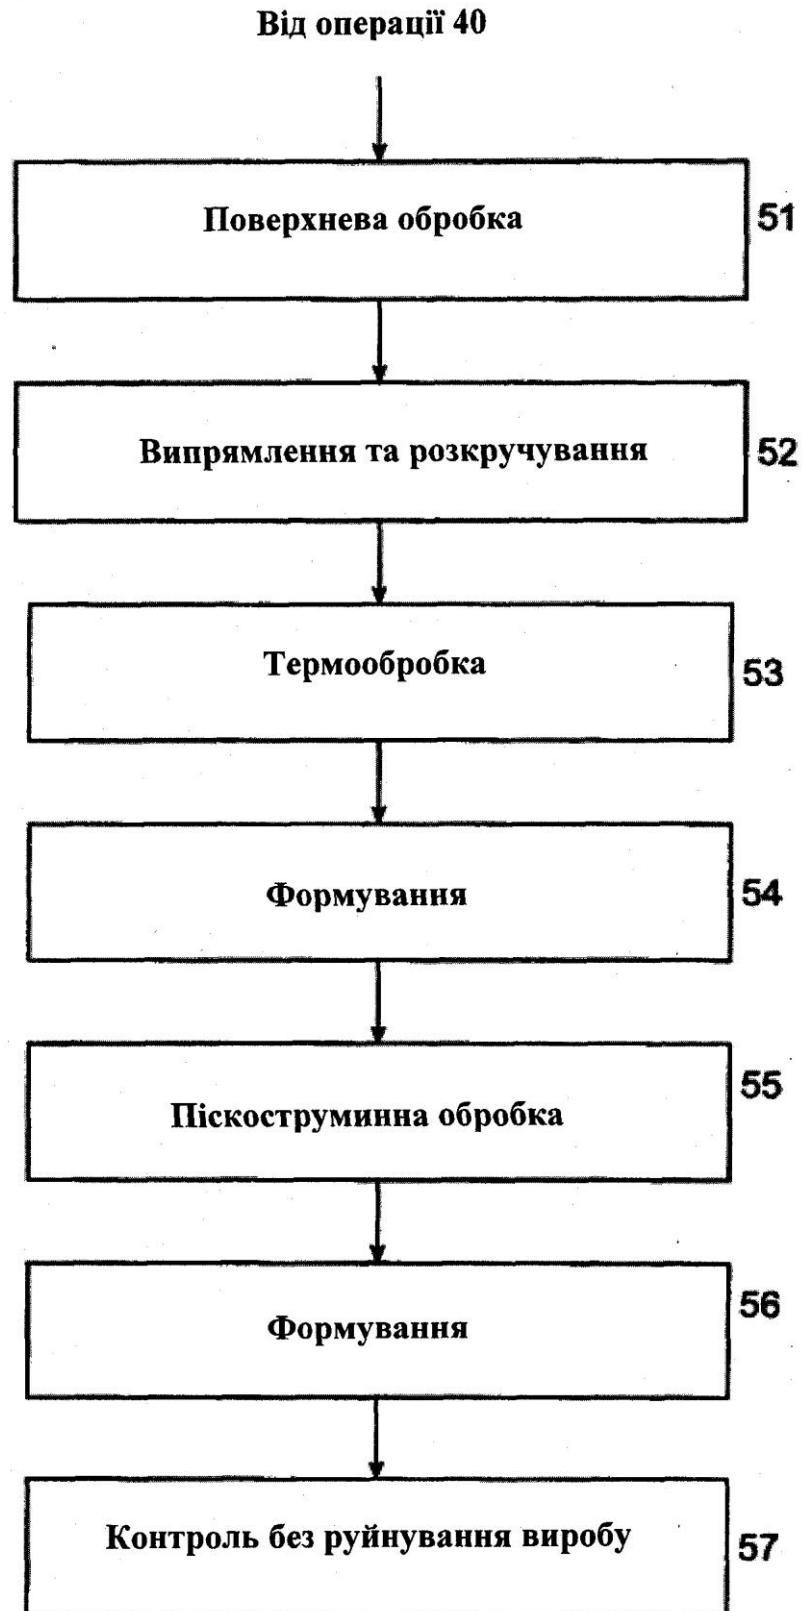 Від операції 40
Поверхнева обробка 51
Випрямлення та розкручування 52
Термообробка 53
Формування 54
Піскоструминна обробка 55
Формування 56
Контроль без руйнування виробу 57